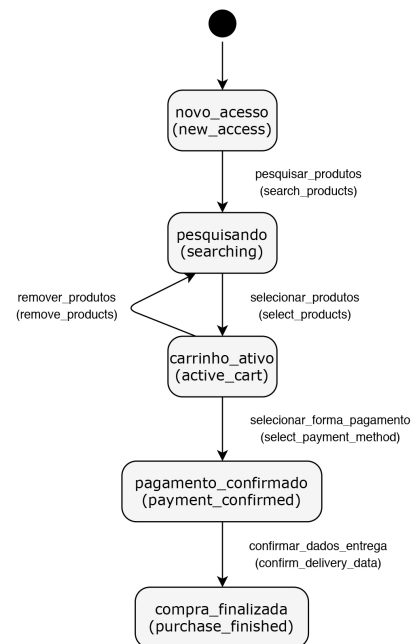 novo_acesso
(new_access)
pesquisar_produtos
(search_products)
pesquisando
(searching)
remover_produtos
(remove_products)
selecionar_produtos
(select_products)
carrinho_ativo
(active_cart)
selecionar_forma_pagamento
(select_payment_method)
pagamento_confirmado
(payment_confirmed)
confirmar_dados_entrega
(confirm_delivery_data)
compra_finalizada
(purchase_finished)